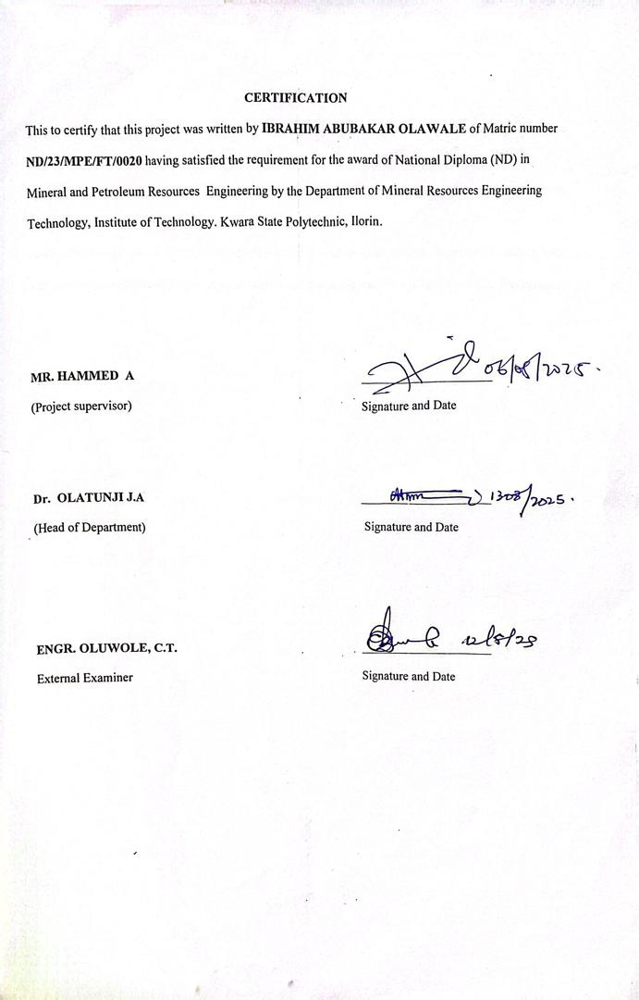 CERTIFICATION
This to certify that this project was written by IBRAHIM ABUBAKAR OLAWALE of Matric number
ND/23/MPE/FT/0020 having satisfied the requirement for the award of National Diploma (ND) in
Mineral and Petroleum Resources Engineering by the Department of Mineral Resources Engineering
Technology, Institute of Technology. Kwara State Polytechnic, Ilorin.
MR. HAMMED A
06/08/2025.
(Project supervisor)
Signature and Date
Dr. OLATUNJI J.A
1308/2025.
(Head of Department)
Signature and Date
ENGR. OLUWOLE, C.T.
12/8/25
External Examiner
Signature and Date